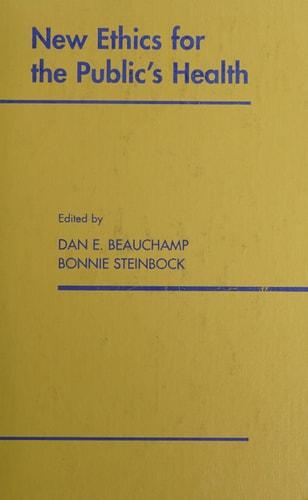 New Ethics for
the Public's Health
Edited by
DAN E. BEAUCHAMP
BONNIE STEINBOCK